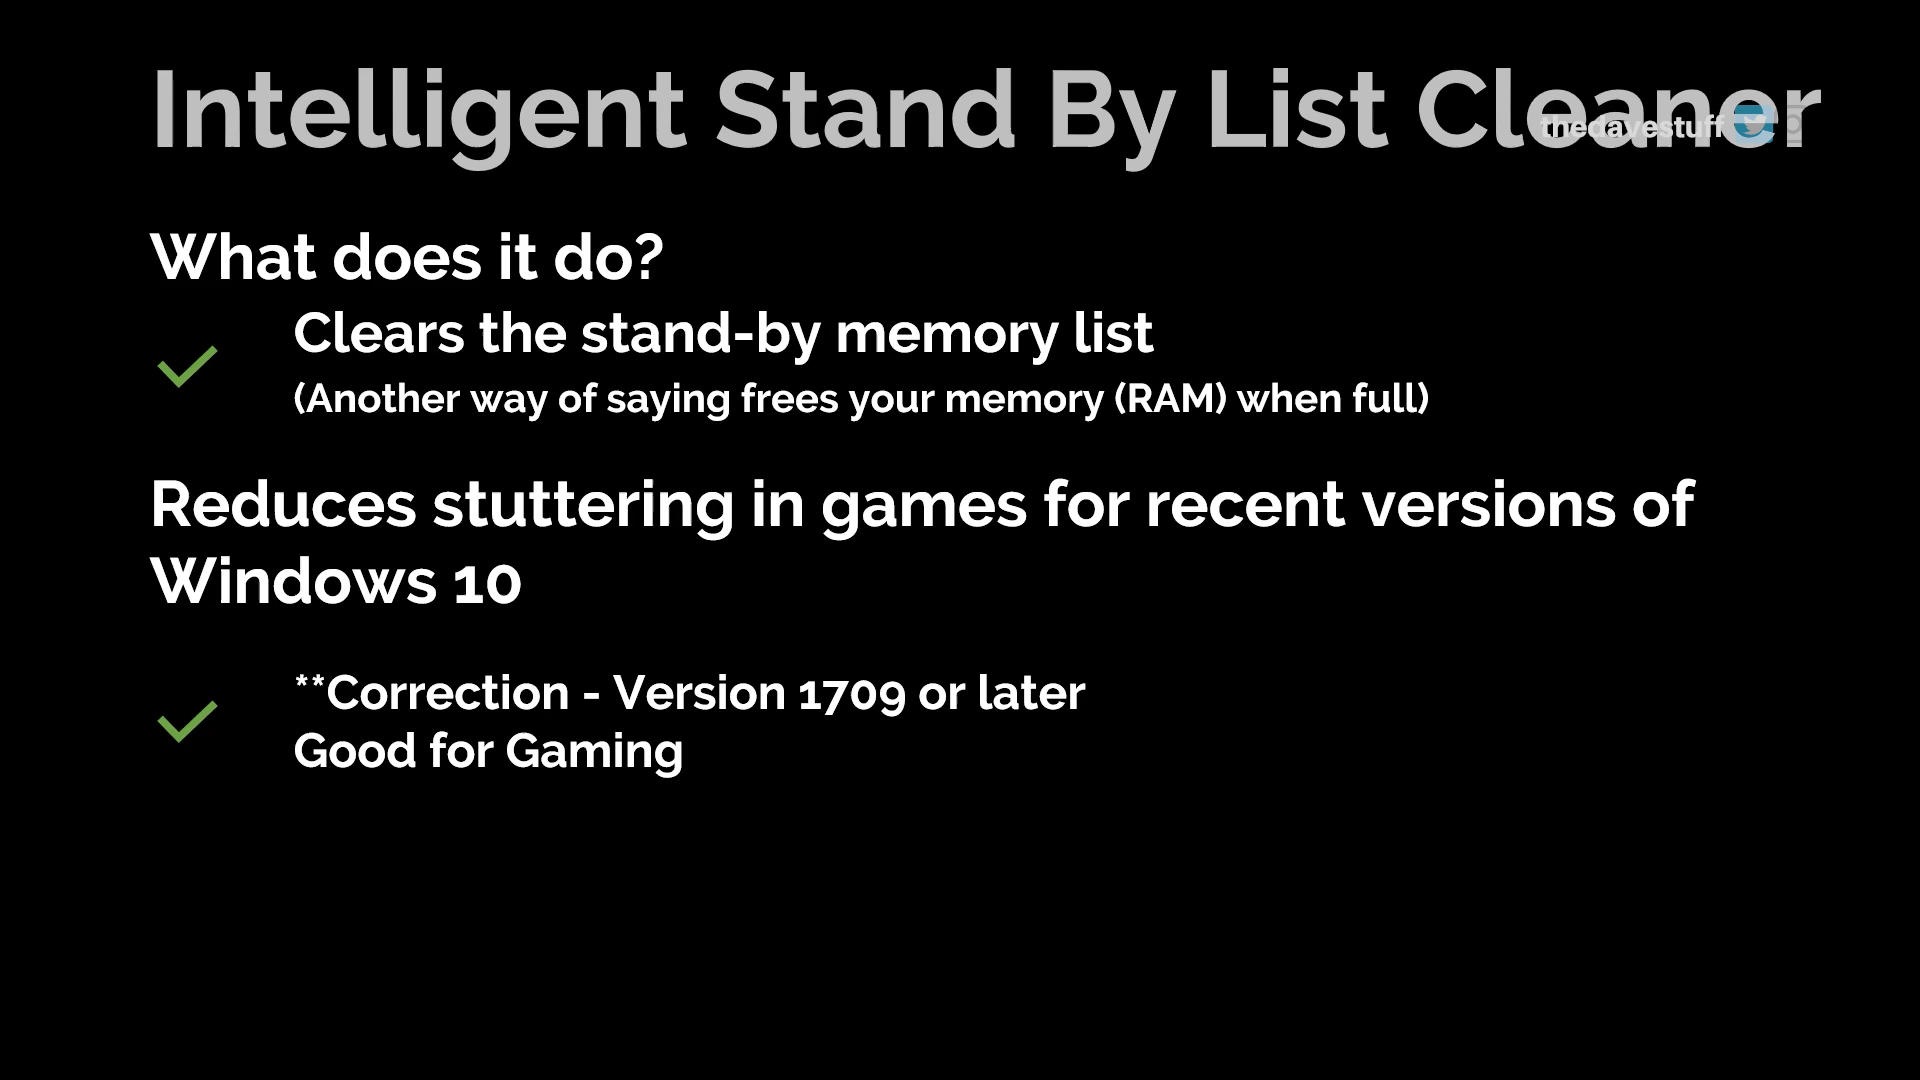 Intelligent Stand By List Cleaner
thedavestuff
What does it do?
Clears the stand-by memory list
(Another way of saying frees your memory (RAM) when full)
Reduces stuttering in games for recent versions of
Windows 10
**Correction - Version 1709 or later
Good for Gaming